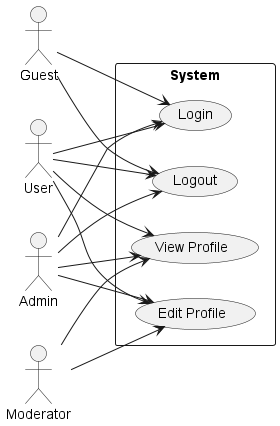 System
Guest
Login
User
Logout
Admin
View Profile
Edit Profile
Moderator